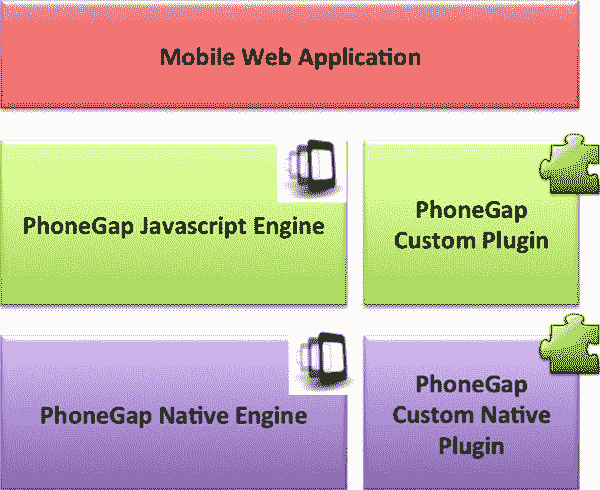 Mobile Web Application
PhoneGap Javascript Engine
PhoneGap
Custom Plugin
PhoneGap Native Engine
PhoneGap
Custom Native
Plugin